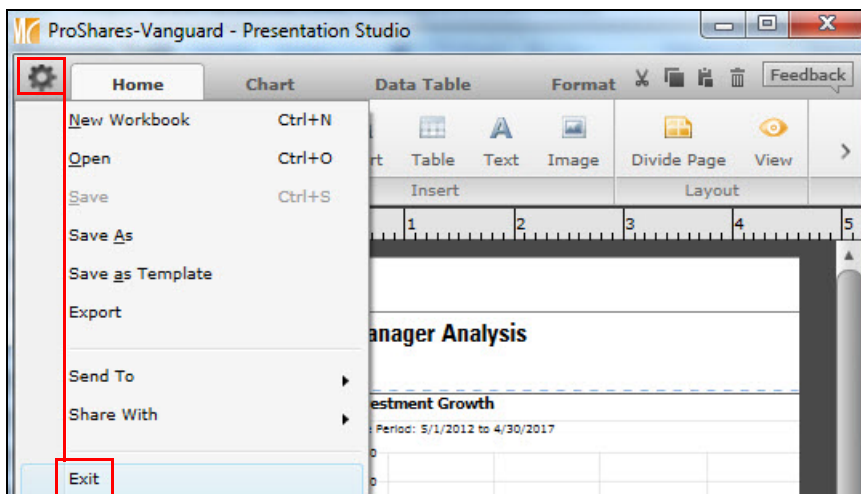 ProShares-Vanguard - Presentation Studio
Home Chart Data Table Format Feedback
New Workbook Ctrl+N
Open Ctrl+O
Save Ctrl+S
Save As
Save as Template
Export
Send To
Share With
Exit
rt Table Text Image Divide Page View
Insert Layout
1 2 3 4 5
anager Analysis
estment Growth
Period: 5/1/2012 to 4/30/2017
0
0